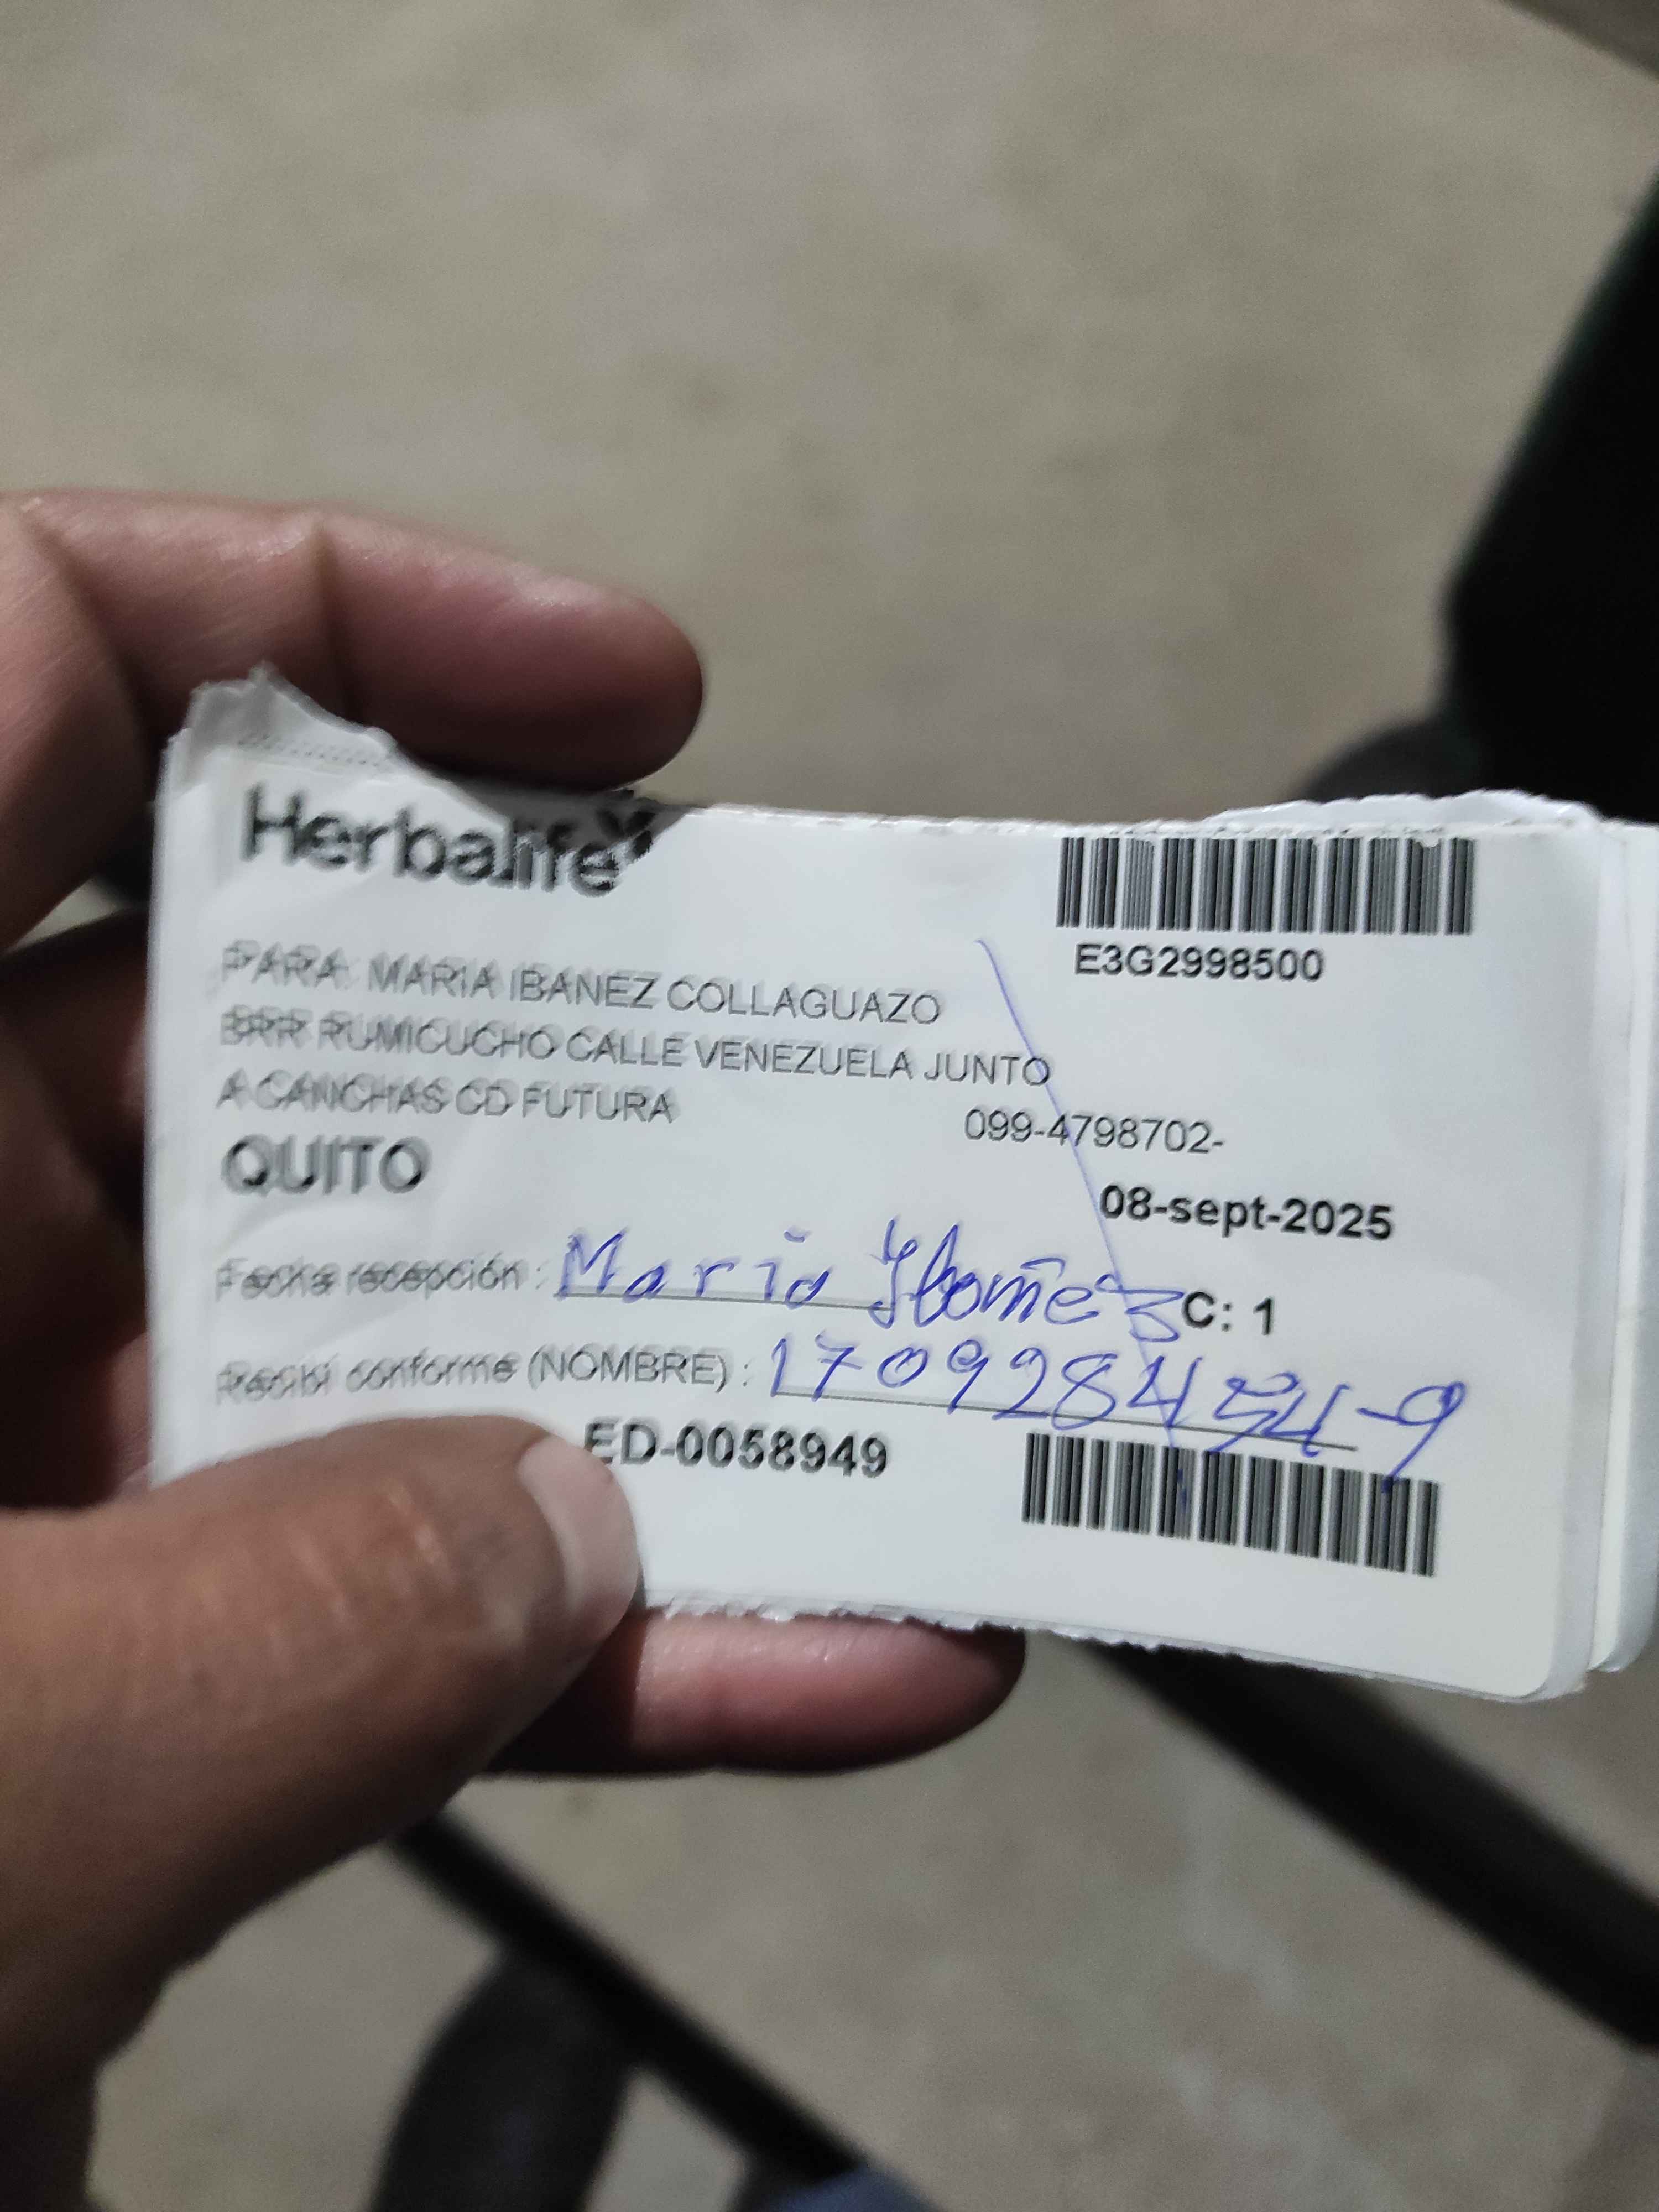 Herbalife
E3G2998500
PARA: MARIA IBANEZ COLLAGUAZO
BRR RUMICUCHO CALLE VENEZUELA JUNTO
A CANCHAS CD FUTURA
099-4798702-
QUITO
08-sept-2025
Fecha recepción : Maria Ibañez C: 1
Recibí conforme (NOMBRE) : 170928454-9
ED-0058949